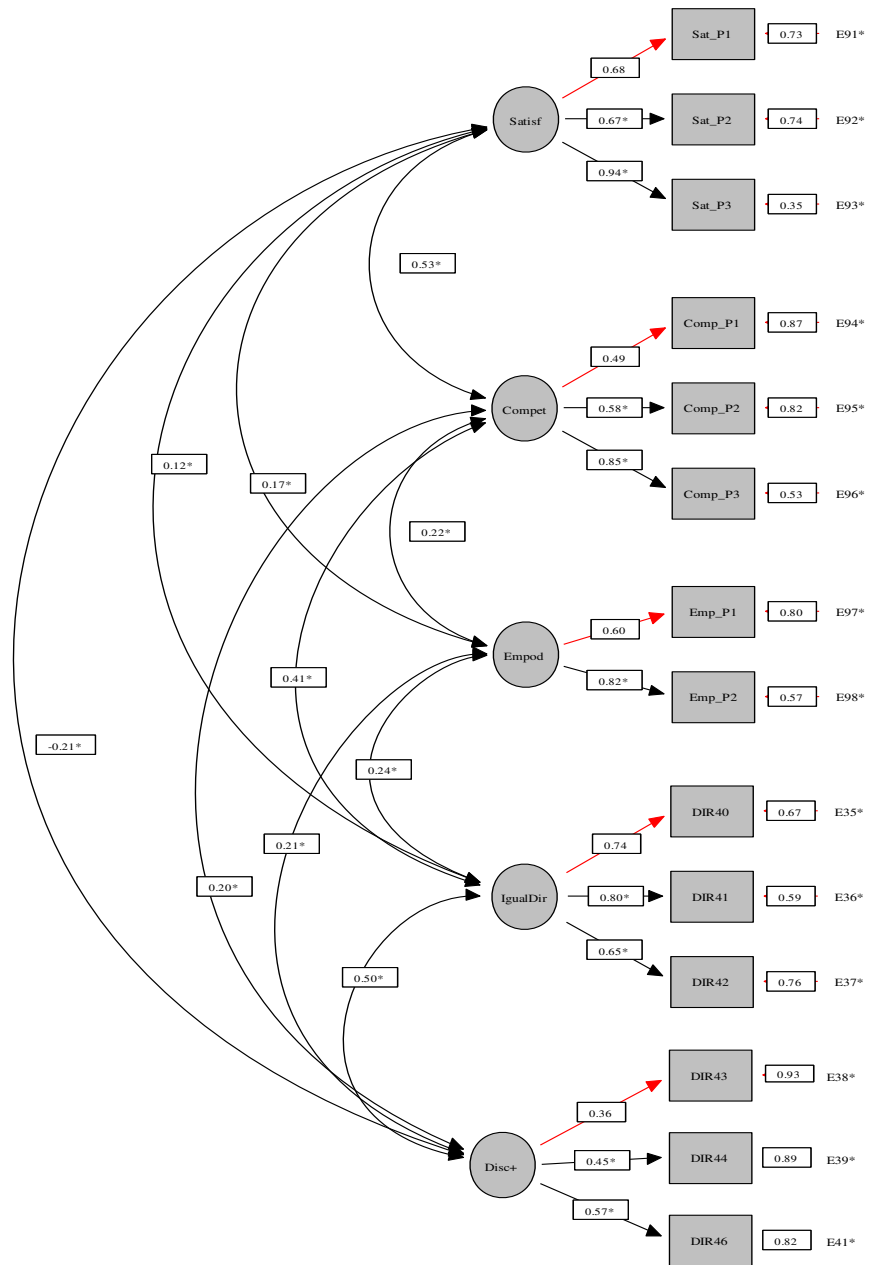 Sat_P1 0.73 E91*
0.68
Satisf 0.67* Sat_P2 0.74 E92*
0.94*
Sat_P3 0.35 E93*
0.53*
Comp_P1 0.87 E94*
0.49
Compet 0.58* Comp_P2 0.82 E95*
0.85*
0.12*
0.17*
Comp_P3 0.53 E96*
0.22*
Emp_P1 0.80 E97*
0.60
Empod
0.41* 0.82*
Emp_P2 0.57 E98*
-0.21*
0.24*
DIR40 0.67 E35*
0.21* 0.74
0.20*
IgualDir 0.80* DIR41 0.59 E36*
0.65*
0.50*
DIR42 0.76 E37*
DIR43 0.93 E38*
0.36
Disc+ 0.45* DIR44 0.89 E39*
0.57*
DIR46 0.82 E41*